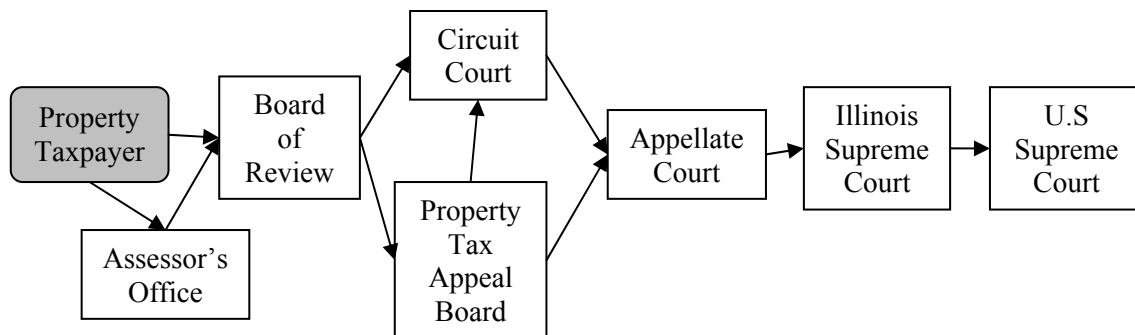 Property
Taxpayer
Assessor’s
Office
Board
of
Review
Circuit
Court
Property
Tax
Appeal
Board
Appellate
Court
Illinois
Supreme
Court
U.S
Supreme
Court